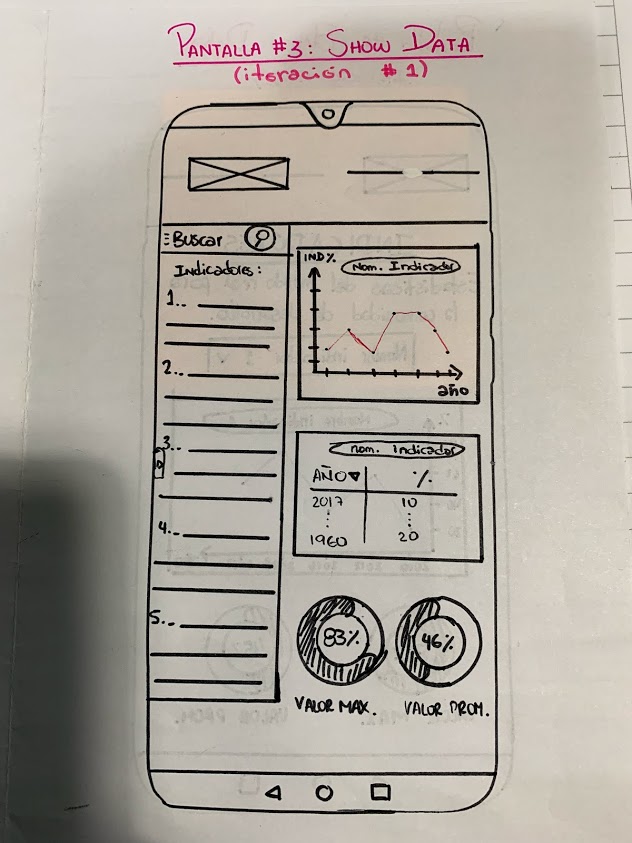 PANTALLA #3: SHOW DATA
(iteración #1)
Buscar
Indicadores:
1..
2..
3..
4..
5..
IND%
Nom. Indicador
año
nom. Indicador
AÑO %
2017 10
1960 20
83%
46%
VALOR MAX.
VALOR PROM.